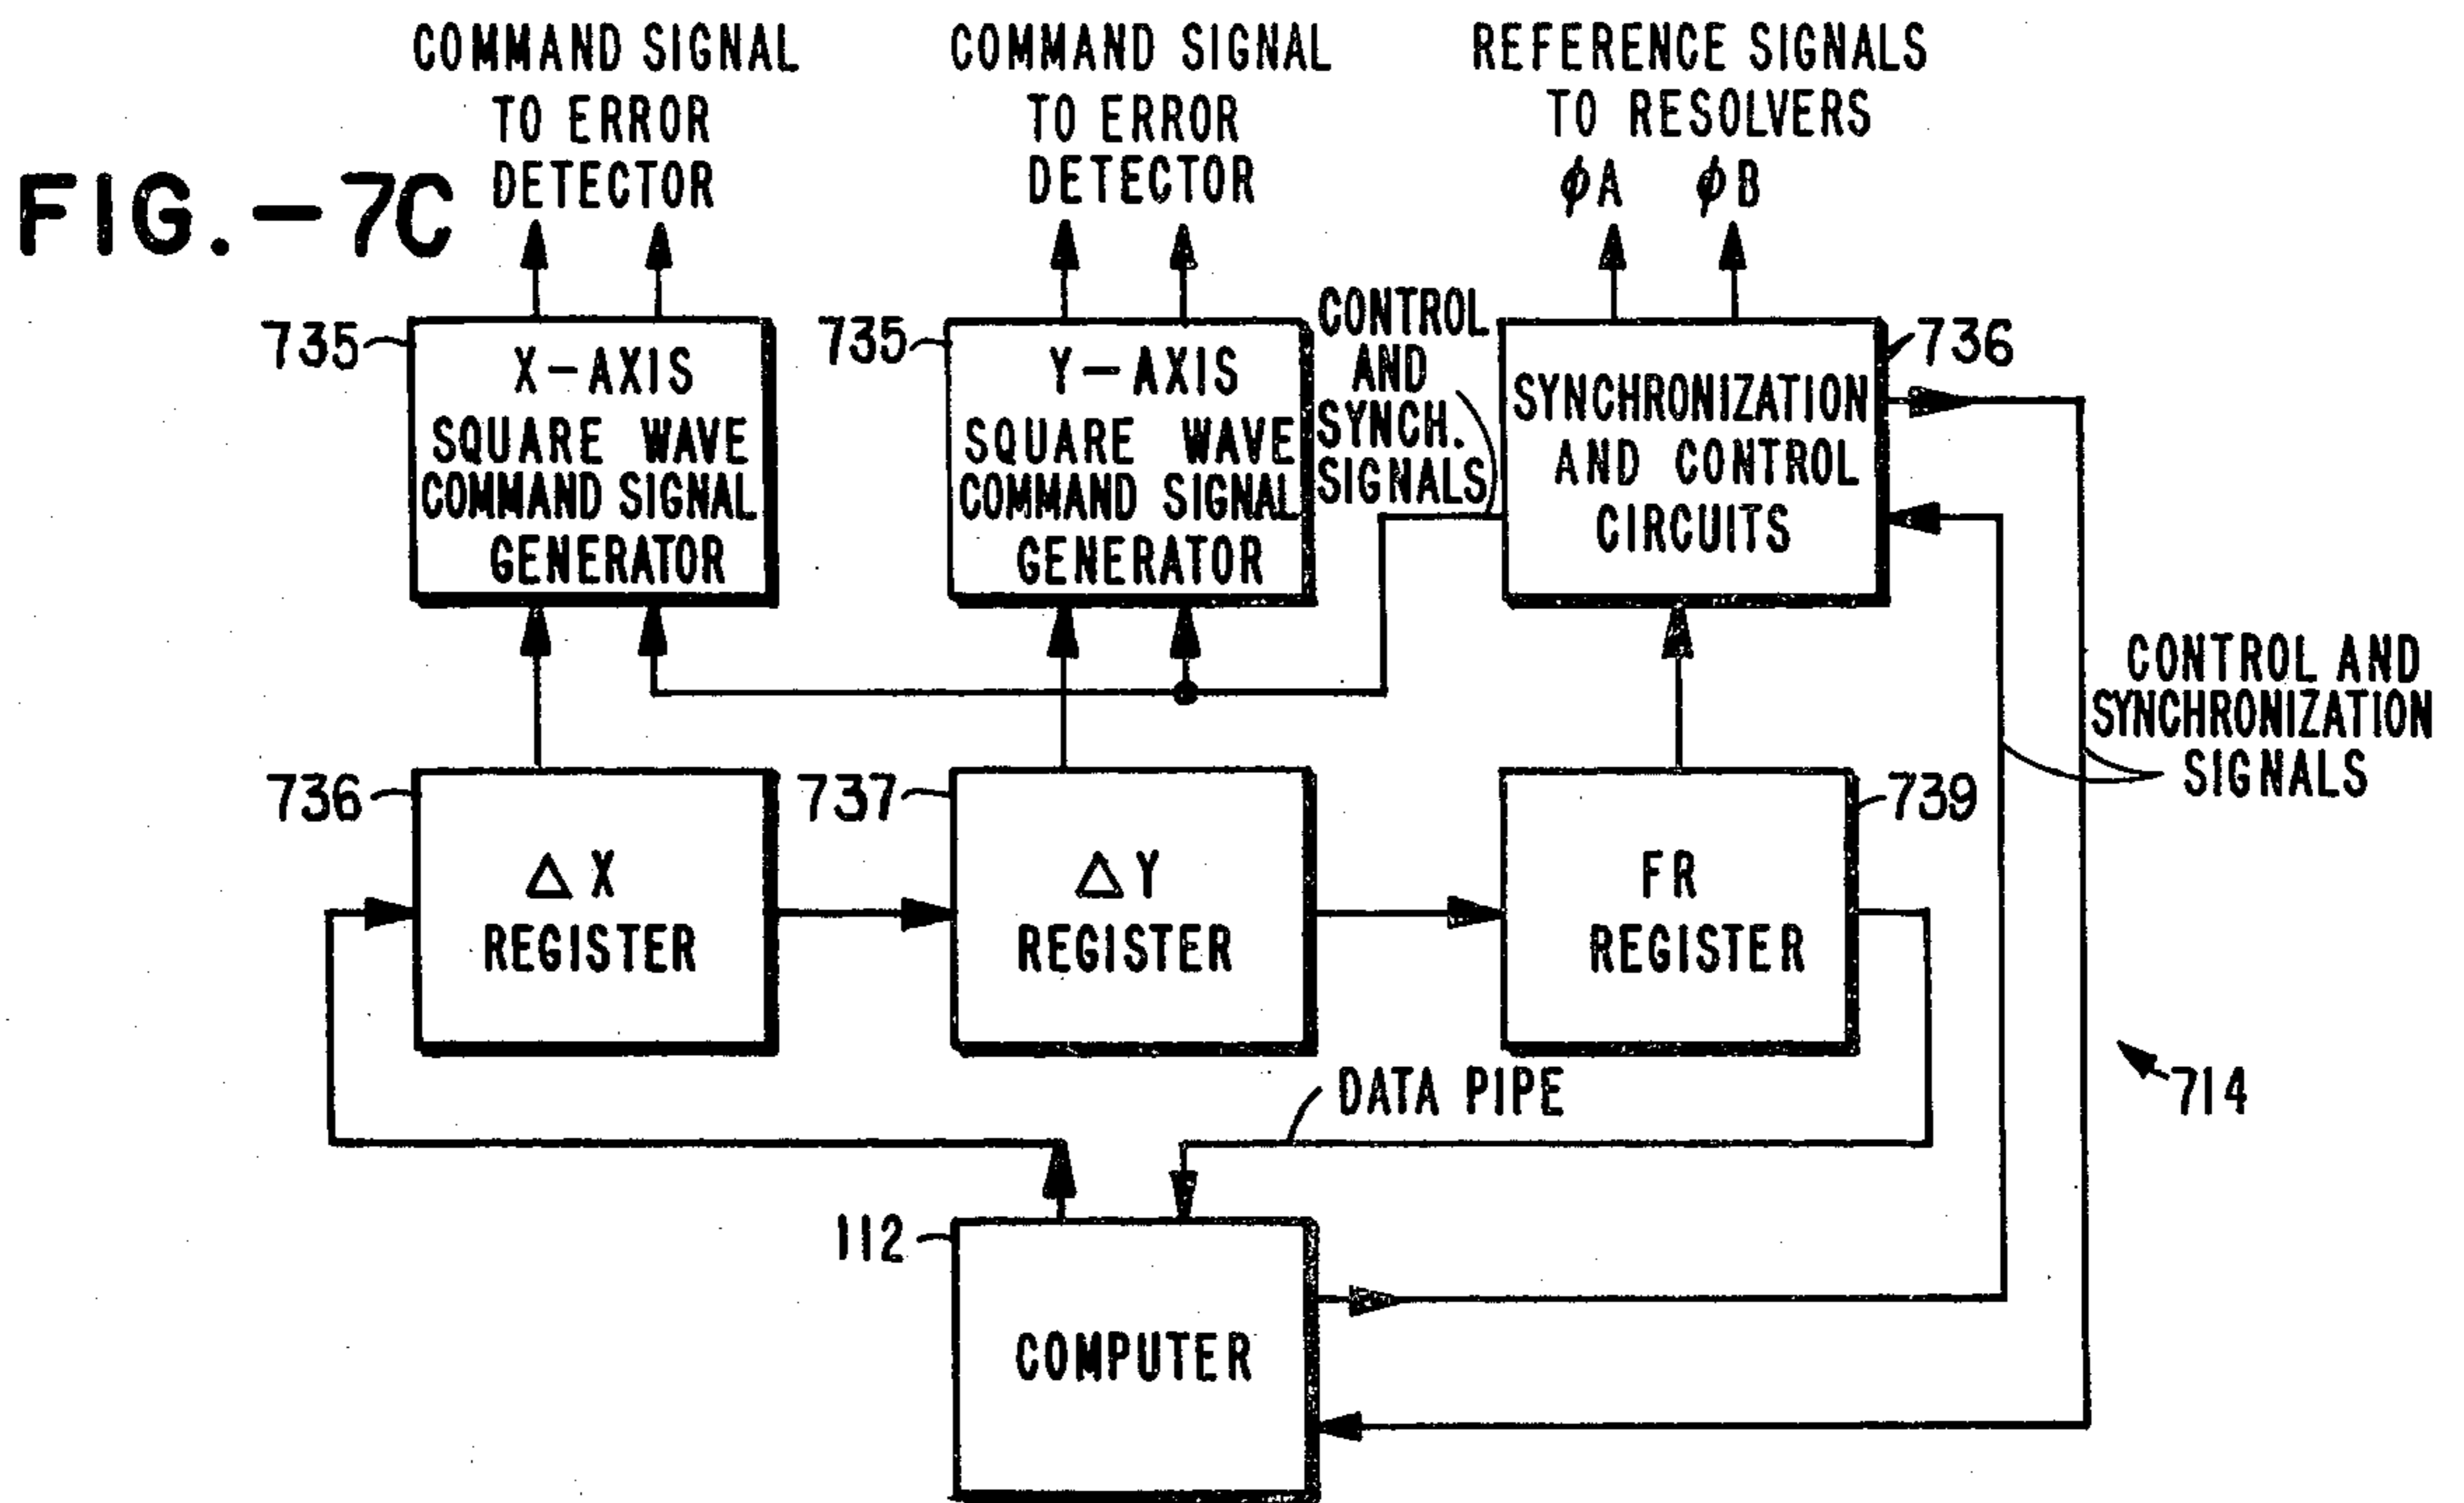 COMMAND SIGNAL
TO ERROR
DETECTOR
COMMAND SIGNAL
TO ERROR
DETECTOR
REFERENCE SIGNALS
TO RESOLVERS
ϕA ϕB
FIG.-7C
735
X-AXIS
SQUARE WAVE
COMMAND SIGNAL
GENERATOR
735
Y-AXIS
SQUARE WAVE
COMMAND SIGNAL
GENERATOR
CONTROL
AND
SYNCH.
SIGNALS
736
SYNCHRONIZATION
AND CONTROL
CIRCUITS
CONTROL AND
SYNCHRONIZATION
SIGNALS
736
△X
REGISTER
737
△Y
REGISTER
739
FR
REGISTER
DATA PIPE
714
112
COMPUTER